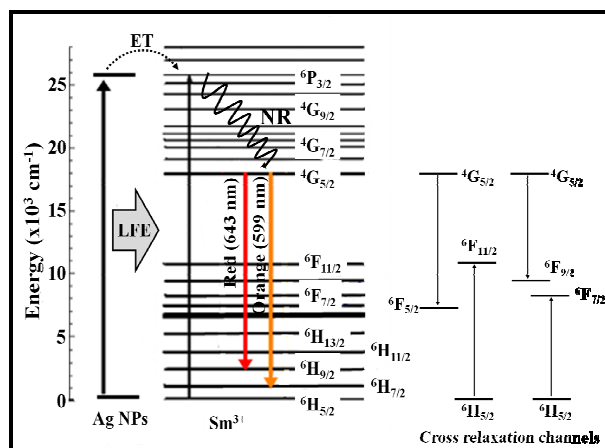 ET
25
20
15
10
5
0
Energy (x10³ cm⁻¹)
LFE
NR
Red (643 nm)
Orange (599 nm)
⁶P₃/₂
⁴G₉/₂
⁴G₇/₂
⁴G₅/₂
⁶F₁₁/₂
⁶F₇/₂
⁶H₁₃/₂
⁶H₁₁/₂
⁶H₉/₂
⁶H₇/₂
⁶H₅/₂
Ag NPs
⁴G₅/₂ ⁴G₅/₂
⁶F₁₁/₂
⁶F₉/₂
⁶F₅/₂ ⁶F₇/₂
⁶H₅/₂ ⁶H₅/₂
Cross relaxation channels